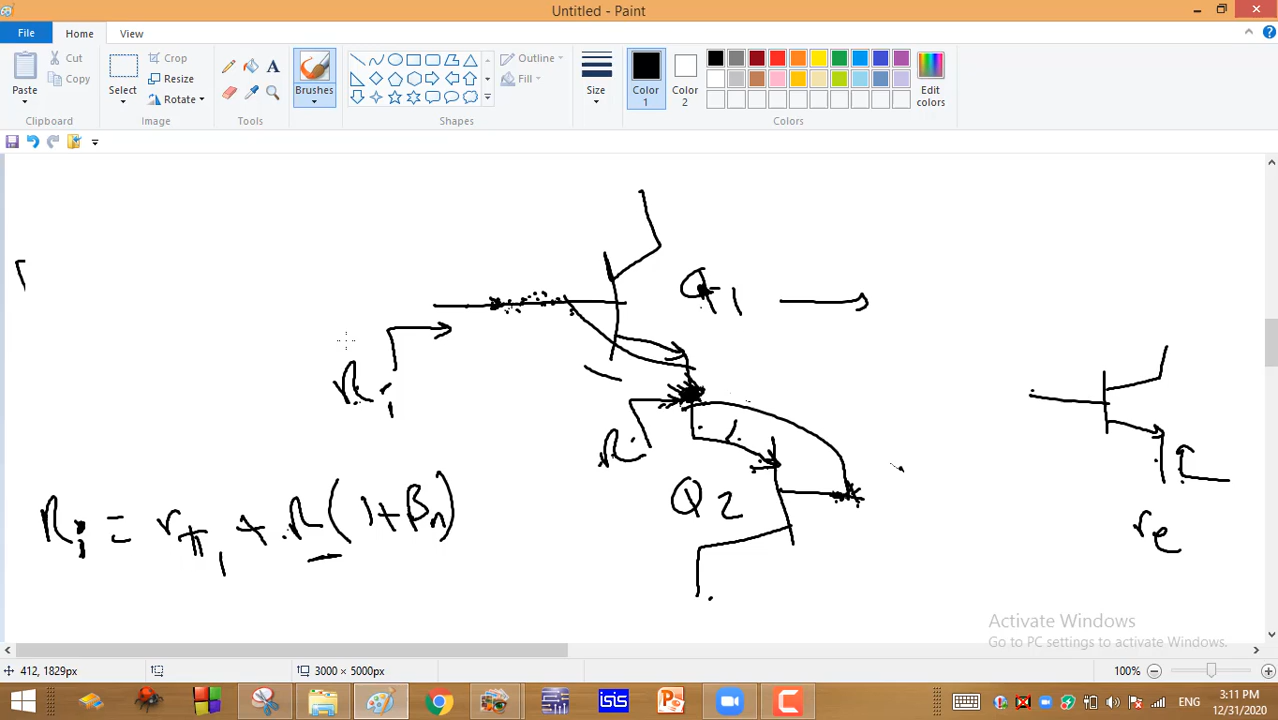 Untitled - Paint
File Home View
Paste
Cut
Copy
Clipboard
Select
Crop
Resize
Rotate
Image
Tools
Brushes
Outline
Fill
Shapes
Size
Color 1
Color 2
Edit colors
Colors
Q1
Ri
R
Q2
Ri = rπ1 + R(1+βn)
re
Activate Windows
Go to PC settings to activate Windows.
412, 1829px
3000 × 5000px
100%
isis
ENG
3:11 PM
12/31/2020